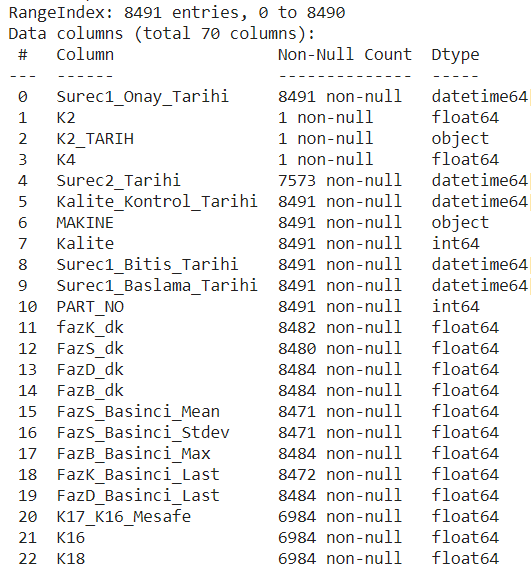 RangeIndex: 8491 entries, 0 to 8490
Data columns (total 70 columns):
 #   Column                 Non-Null Count  Dtype
---  ------                 --------------  -----
 0   Surec1_Onay_Tarihi     8491 non-null   datetime64[
 1   K2                     1 non-null      float64
 2   K2_TARIH               1 non-null      object
 3   K4                     1 non-null      float64
 4   Surec2_Tarihi          7573 non-null   datetime64[
 5   Kalite_Kontrol_Tarihi  8491 non-null   datetime64[
 6   MAKINE                 8491 non-null   object
 7   Kalite                 8491 non-null   int64
 8   Surec1_Bitis_Tarihi    8491 non-null   datetime64[
 9   Surec1_Baslama_Tarihi  8491 non-null   datetime64[
 10  PART_NO                8491 non-null   int64
 11  fazK_dk                8482 non-null   float64
 12  FazS_dk                8480 non-null   float64
 13  FazD_dk                8484 non-null   float64
 14  FazB_dk                8484 non-null   float64
 15  FazS_Basinci_Mean      8471 non-null   float64
 16  FazS_Basinci_Stdev     8471 non-null   float64
 17  FazB_Basinci_Max       8484 non-null   float64
 18  FazK_Basinci_Last      8472 non-null   float64
 19  FazD_Basinci_Last      8484 non-null   float64
 20  K17_K16_Mesafe         6984 non-null   float64
 21  K16                    6984 non-null   float64
 22  K18                    6984 non-null   float64